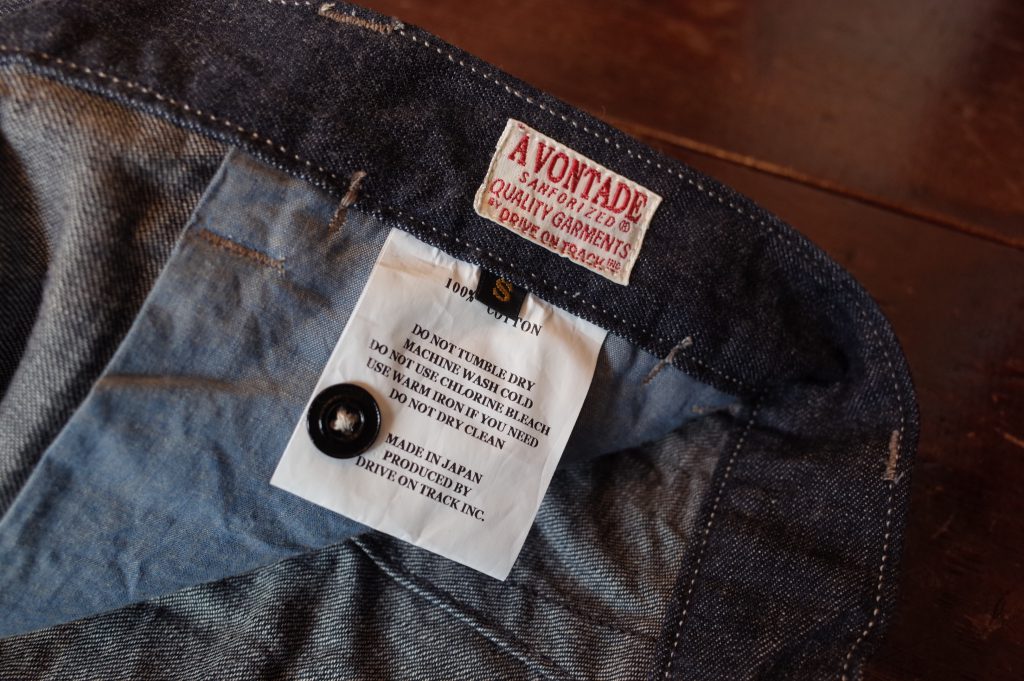 A VONTADE
SANFORIZED ®
QUALITY GARMENTS
BY DRIVE ON TRACK INC
S
100% COTTON
DO NOT TUMBLE DRY
MACHINE WASH COLD
DO NOT USE CHLORINE BLEACH
USE WARM IRON IF YOU NEED
DO NOT DRY CLEAN
MADE IN JAPAN
PRODUCED BY
DRIVE ON TRACK INC.